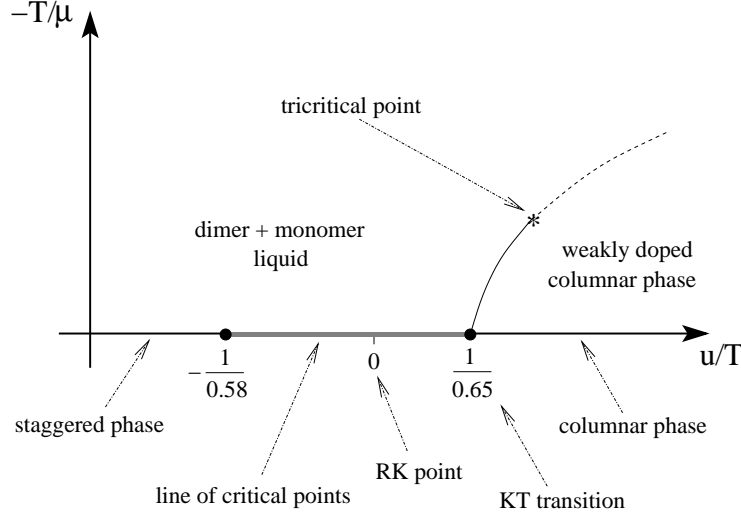 −T/μ
tricritical point
*
dimer + monomer
liquid
weakly doped
columnar phase
u/T
− 1/0.58
0
1/0.65
staggered phase
columnar phase
RK point
line of critical points
KT transition